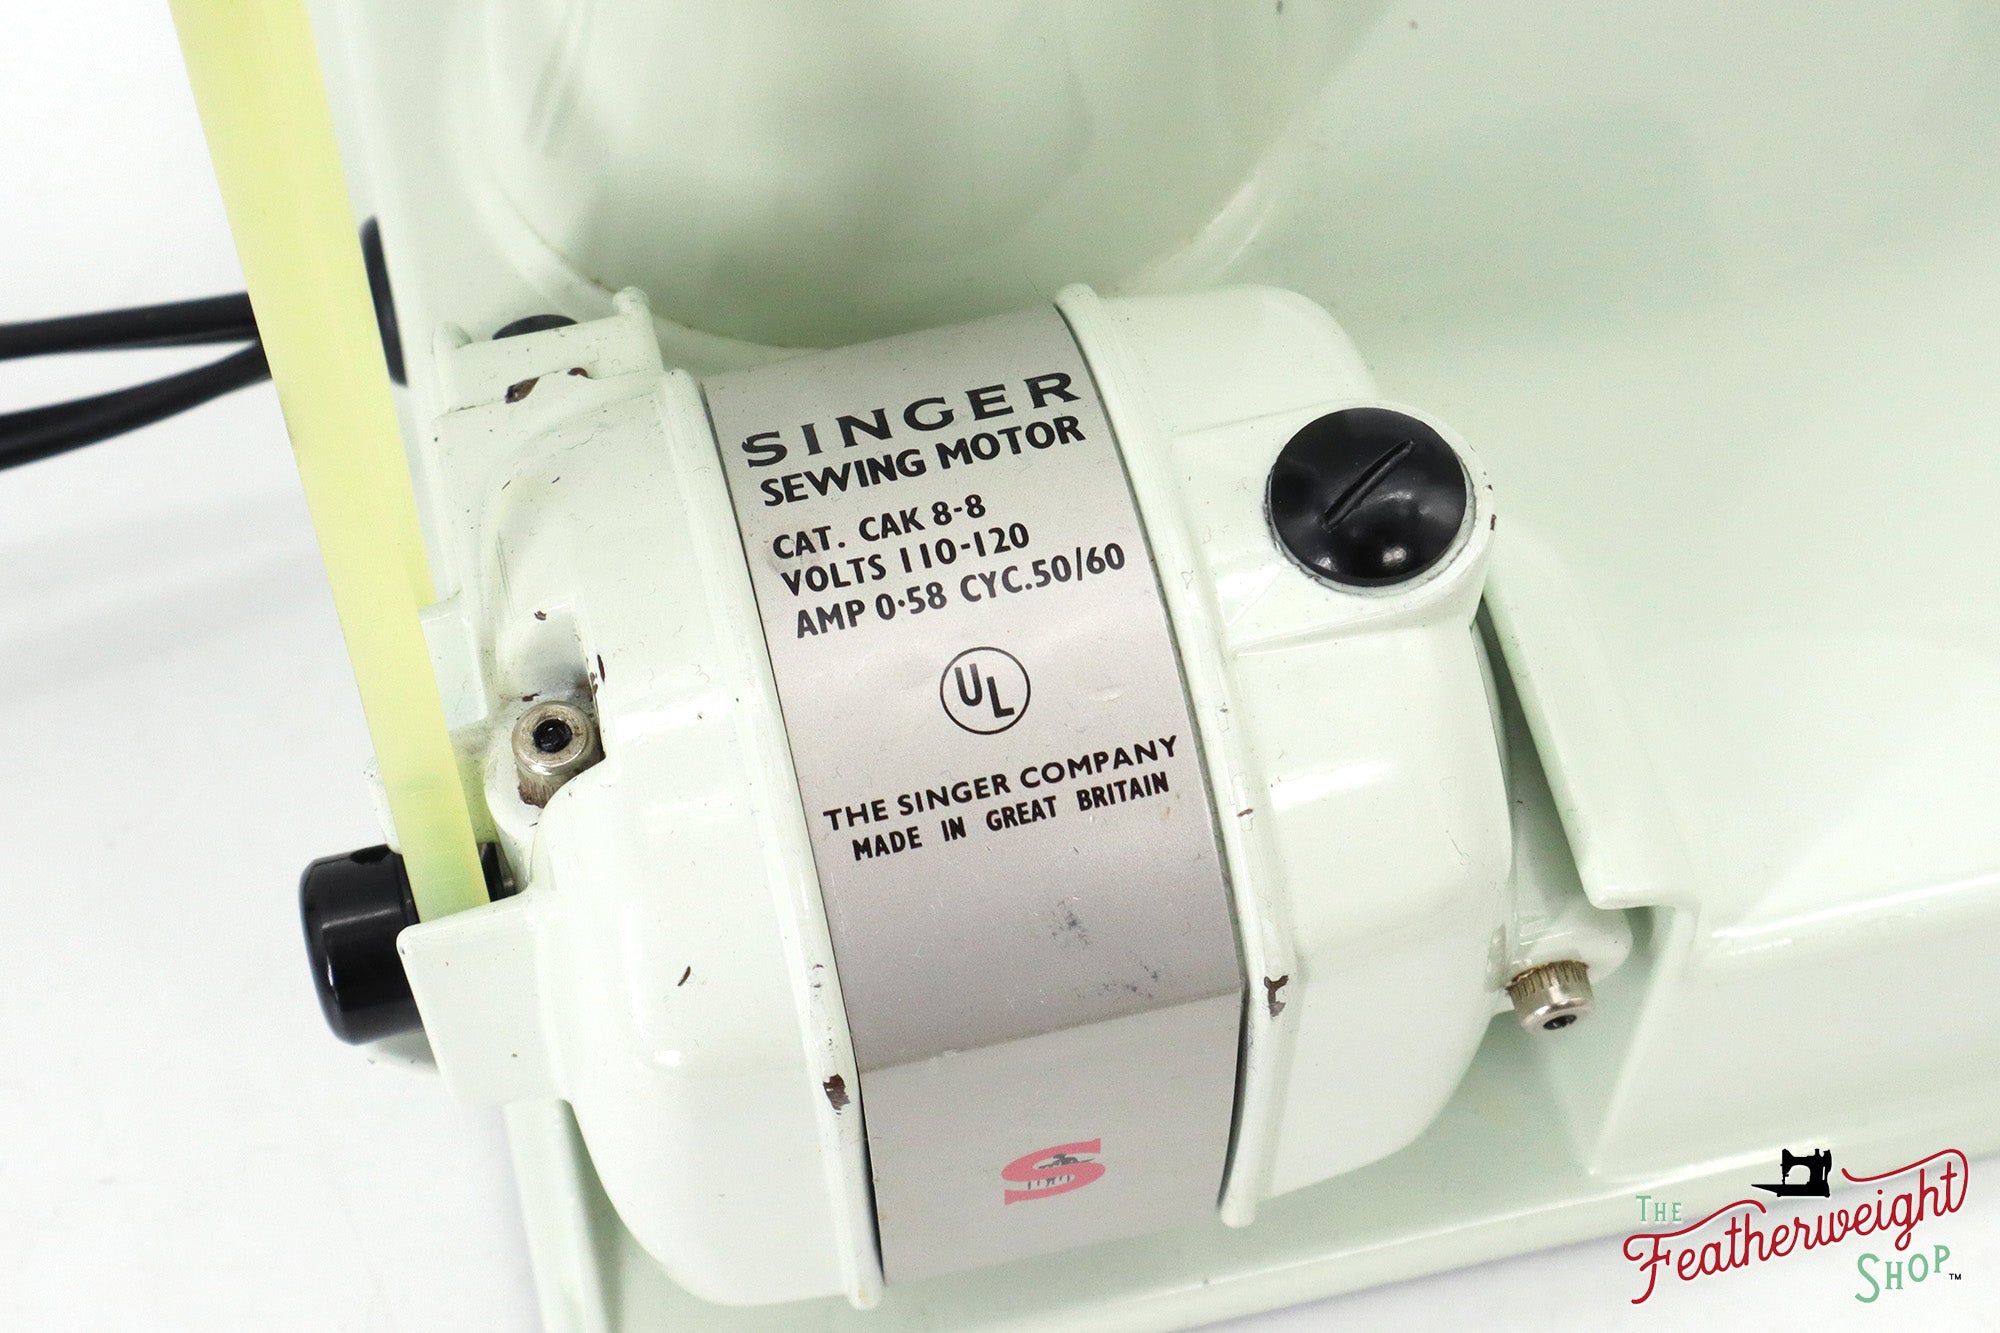 SINGER
SEWING MOTOR
CAT. CAK 8-8
VOLTS 110-120
AMP 0·58 CYC.50/60
UL
THE SINGER COMPANY
MADE IN GREAT BRITAIN
S
THE
Featherweight
SHOP™